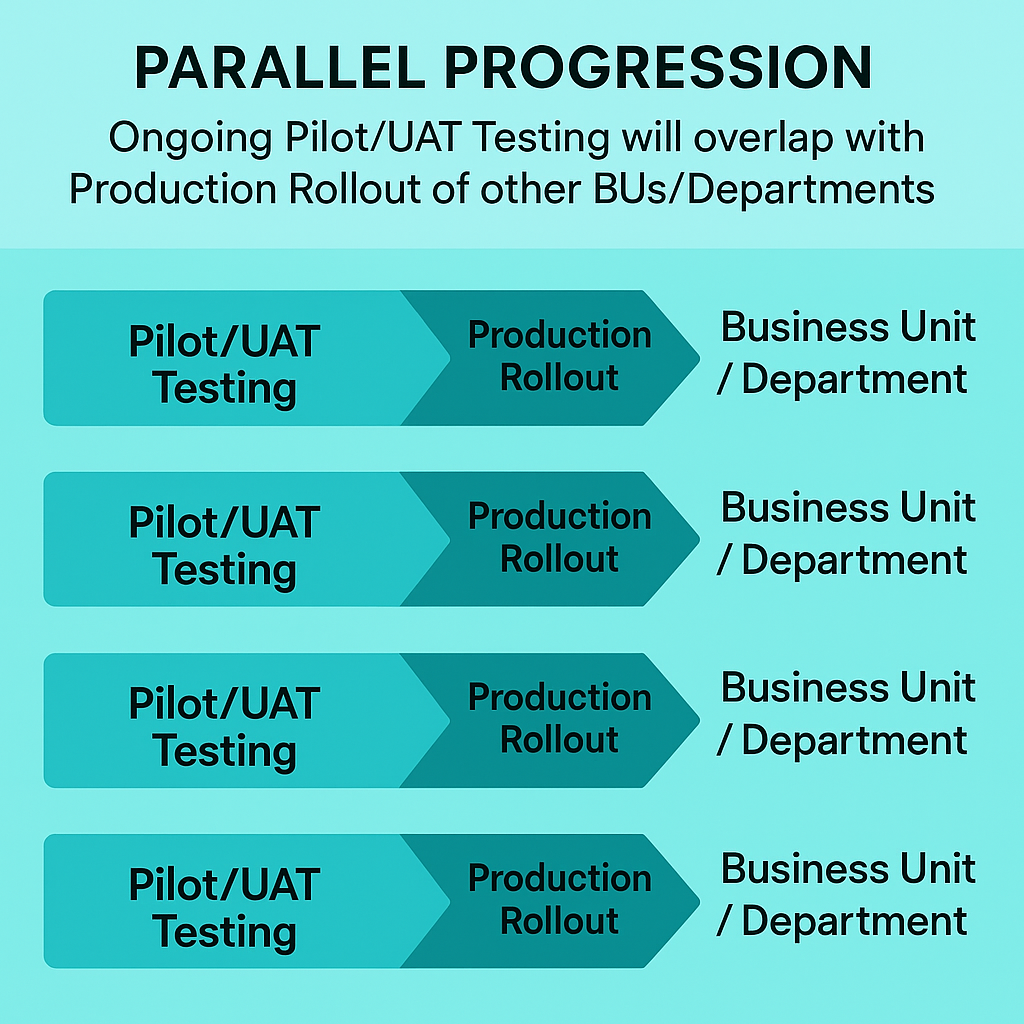 PARALLEL PROGRESSION
Ongoing Pilot/UAT Testing will overlap with
Production Rollout of other BUs/Departments
Pilot/UAT
Testing
Production
Rollout
Business Unit
/ Department
Pilot/UAT
Testing
Production
Rollout
Business Unit
/ Department
Pilot/UAT
Testing
Production
Rollout
Business Unit
/ Department
Pilot/UAT
Testing
Production
Rollout
Business Unit
/ Department